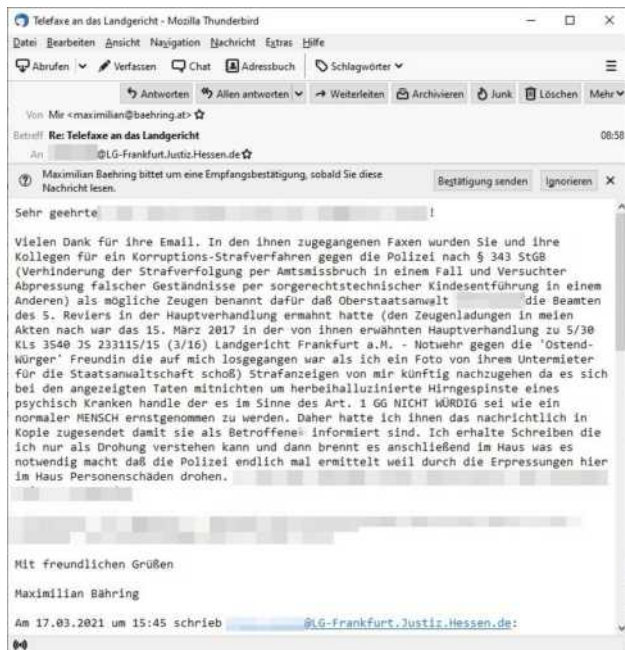 Telefaxe an das Landgericht - Mozilla Thunderbird
Datei Bearbeiten Ansicht Navigation Nachricht Extras Hilfe
Abrufen Verfassen Chat Adressbuch Schlagwörter
Antworten Allen antworten Weiterleiten Archivieren Junk Löschen Mehr
Von Mir <maximilian@baehring.at>
Betreff Re: Telefaxe an das Landgericht 08:58
An @LG-Frankfurt.Justiz.Hessen.de
Maximilian Baehring bittet um eine Empfangsbestätigung, sobald Sie diese
Nachricht lesen.
Bestätigung senden Ignorieren
Sehr geehrte !
Vielen Dank für ihre Email. In den ihnen zugegangenen Faxen wurden Sie und ihre
Kollegen für ein Korruptions-Strafverfahren gegen die Polizei nach § 343 StGB
(Verhinderung der Strafverfolgung per Amtsmissbruch in einem Fall und Versuchter
Abpressung falscher Geständnisse per sorgerechtstechnischer Kindesentführung in einem
Anderen) als mögliche Zeugen benannt dafür daß Oberstaatsanwalt die Beamten
des 5. Reviers in der Hauptverhandlung ermahnt hatte (den Zeugenladungen in meien
Akten nach war das 15. März 2017 in der von ihnen erwähnten Hauptverhandlung zu 5/30
KLs 3540 JS 233115/15 (3/16) Landgericht Frankfurt a.M. - Notwehr gegen die 'Ostend-
Würger' Freundin die auf mich losgegangen war als ich ein Foto von ihrem Untermieter
für die Staatsanwaltschaft schoß) Strafanzeigen von mir künftig nachzugehen da es sich
bei den angezeigten Taten mitnichten um herbeihalluzinierte Hirngespinste eines
psychisch Kranken handle der es im Sinne des Art. 1 GG NICHT WÜRDIG sei wie ein
normaler MENSCH ernstgenommen zu werden. Daher hatte ich ihnen das nachrichtlich in
Kopie zugesendet damit sie als Betroffene informiert sind. Ich erhalte Schreiben die
ich nur als Drohung verstehen kann und dann brennt es anschließend im Haus was es
notwendig macht daß die Polizei endlich mal ermittelt weil durch die Erpressungen hier
im Haus Personenschäden drohen.
Mit freundlichen Grüßen
Maximilian Bähring
Am 17.03.2021 um 15:45 schrieb @LG-Frankfurt.Justiz.Hessen.de: